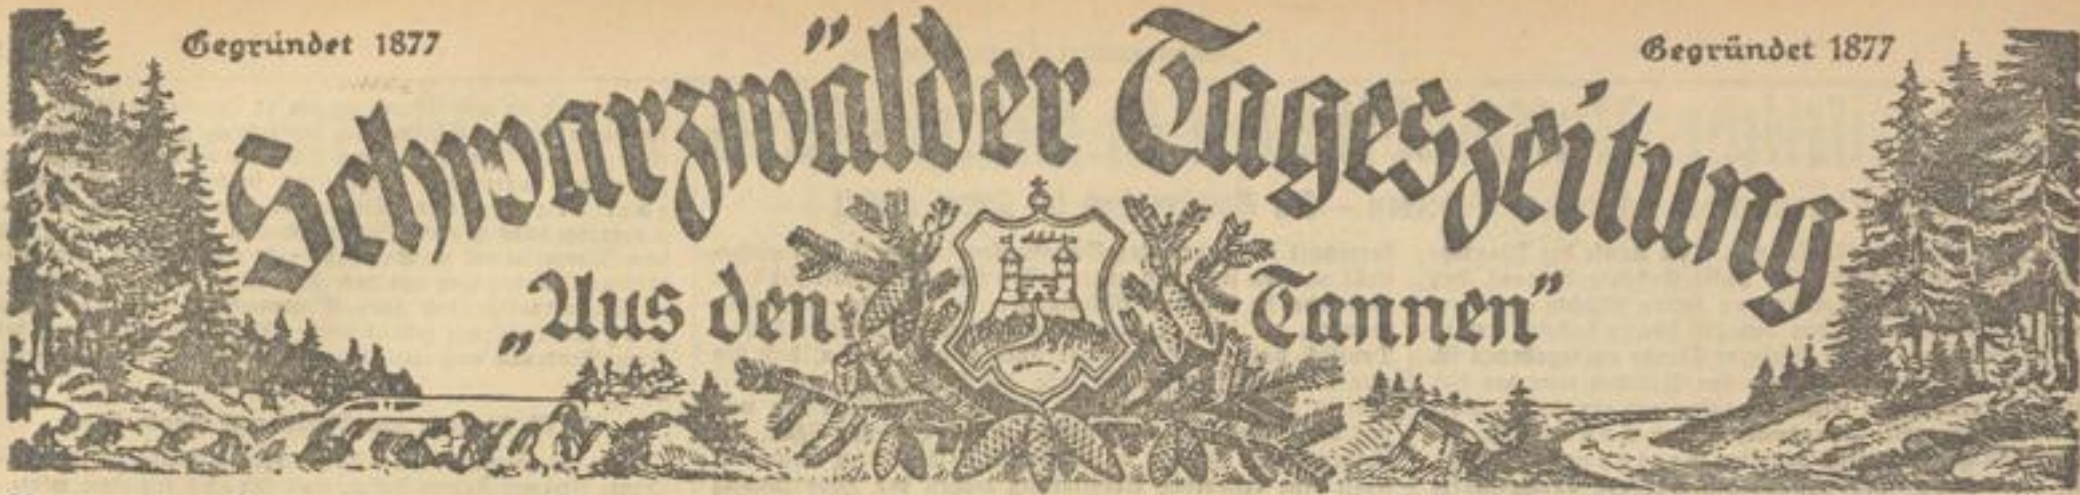 Gegründet 1877
Gegründet 1877
Schwarzwälder Tageszeitung
„Aus den Tannen“